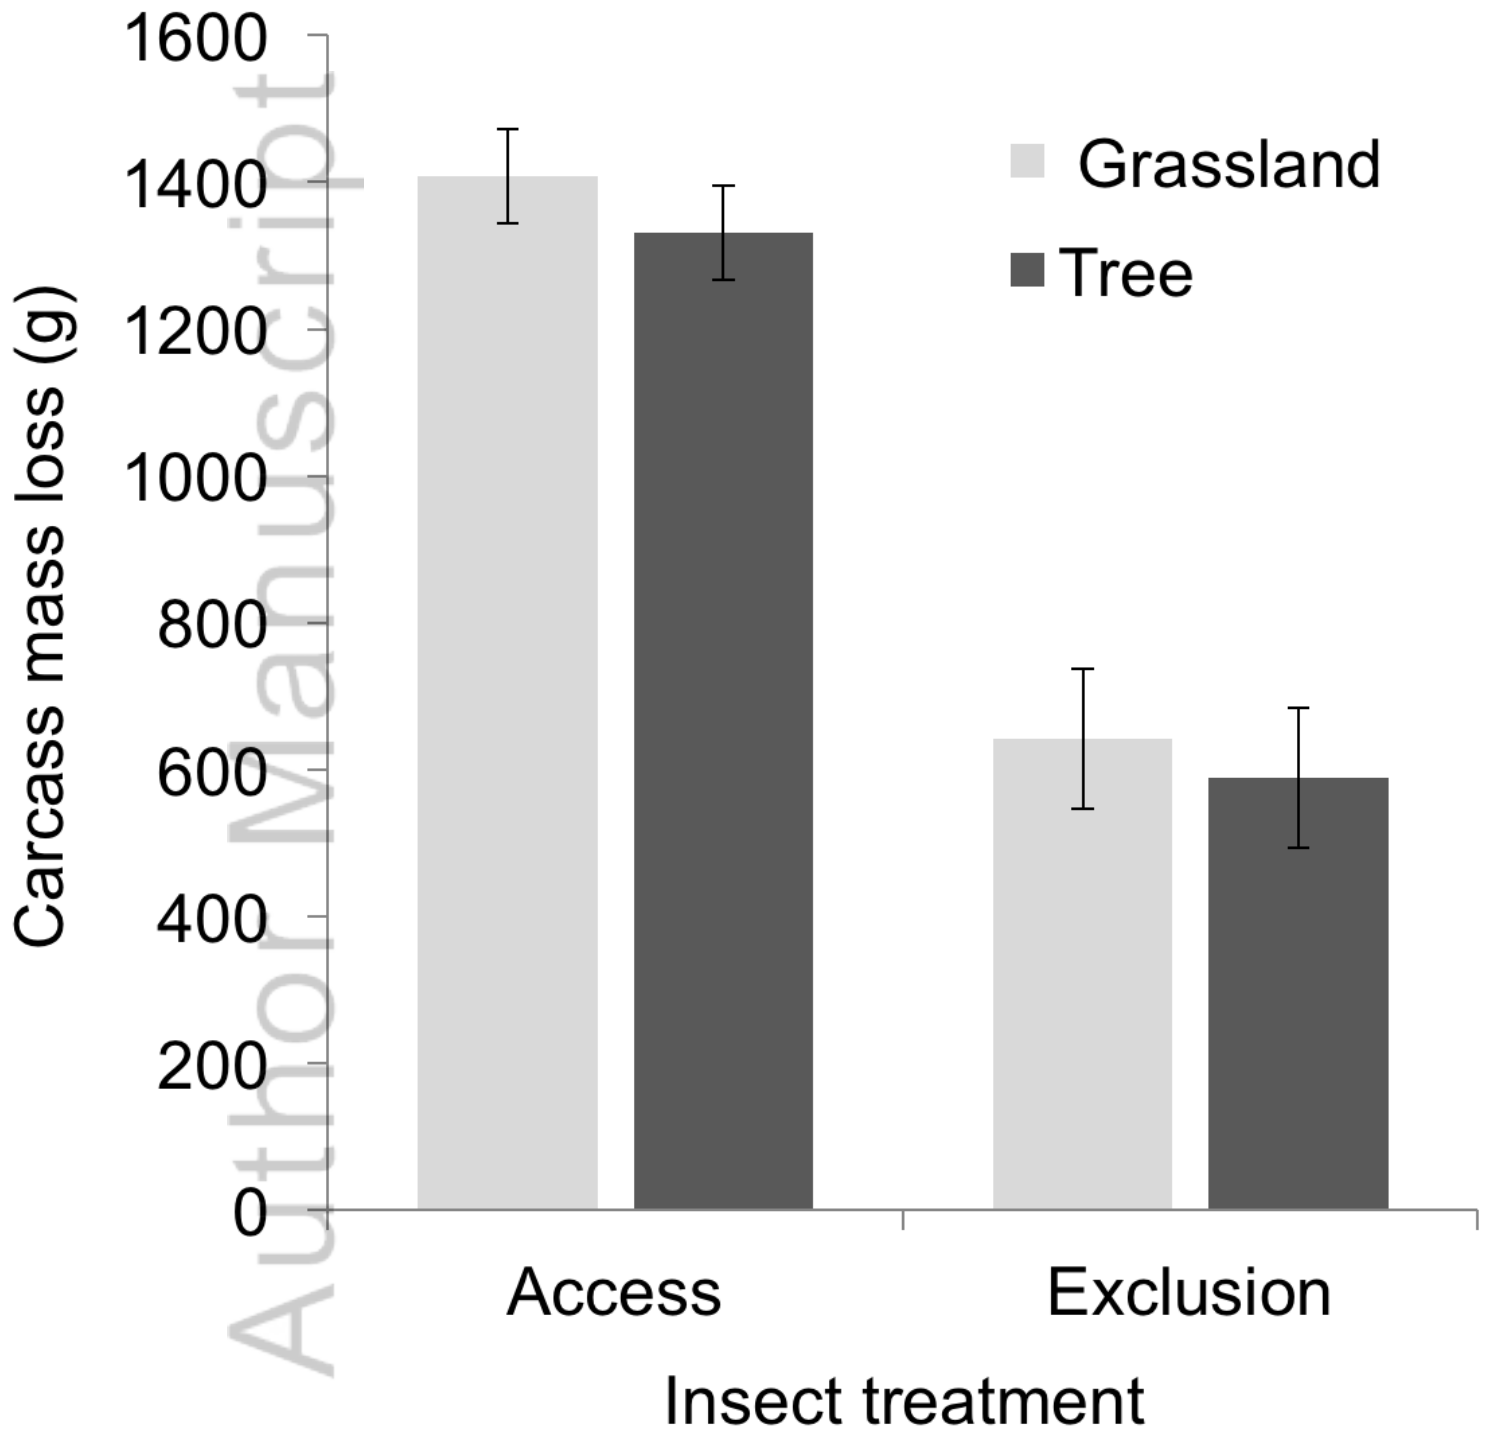 Carcass mass loss (g)
1600
1400
1200
1000
800
600
400
200
0
Author Manuscript
Grassland
Tree
Access
Exclusion
Insect treatment